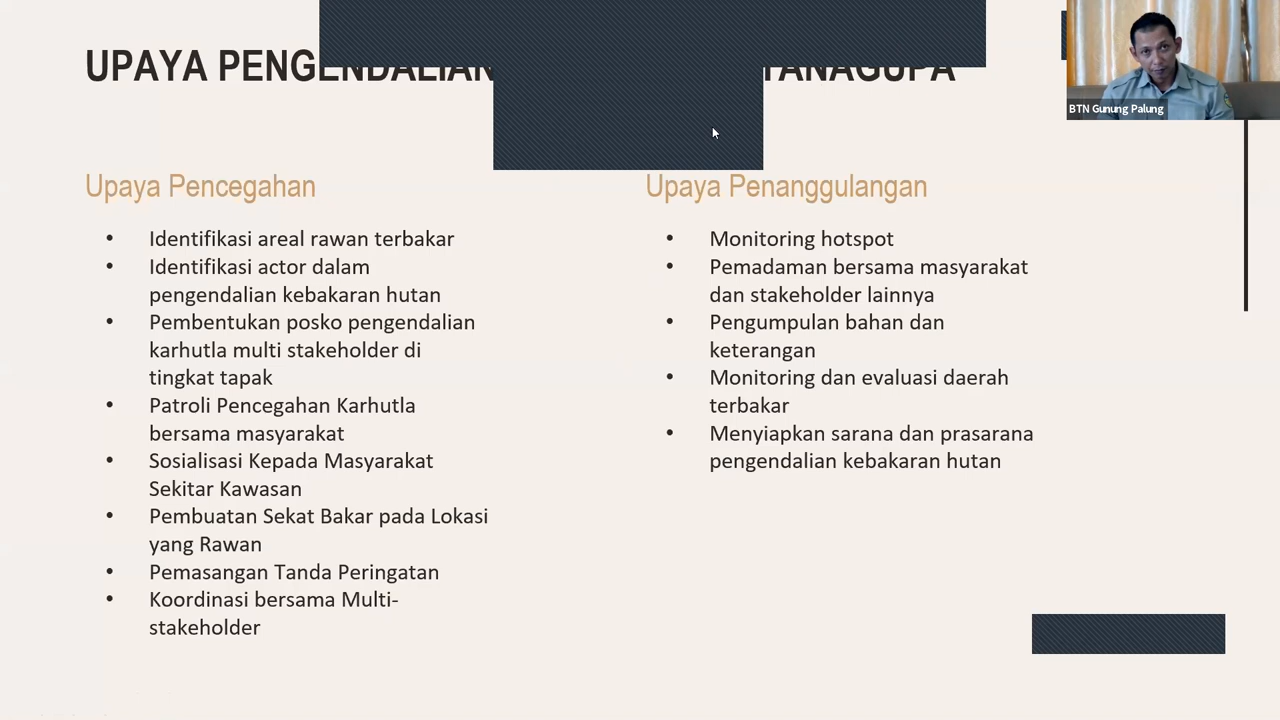 UPAYA PENGENDALIAN TANAGUPA
BTN Gunung Palung
Upaya Pencegahan
• Identifikasi areal rawan terbakar
• Identifikasi actor dalam
pengendalian kebakaran hutan
• Pembentukan posko pengendalian
karhutla multi stakeholder di
tingkat tapak
• Patroli Pencegahan Karhutla
bersama masyarakat
• Sosialisasi Kepada Masyarakat
Sekitar Kawasan
• Pembuatan Sekat Bakar pada Lokasi
yang Rawan
• Pemasangan Tanda Peringatan
• Koordinasi bersama Multi-
stakeholder
Upaya Penanggulangan
• Monitoring hotspot
• Pemadaman bersama masyarakat
dan stakeholder lainnya
• Pengumpulan bahan dan
keterangan
• Monitoring dan evaluasi daerah
terbakar
• Menyiapkan sarana dan prasarana
pengendalian kebakaran hutan